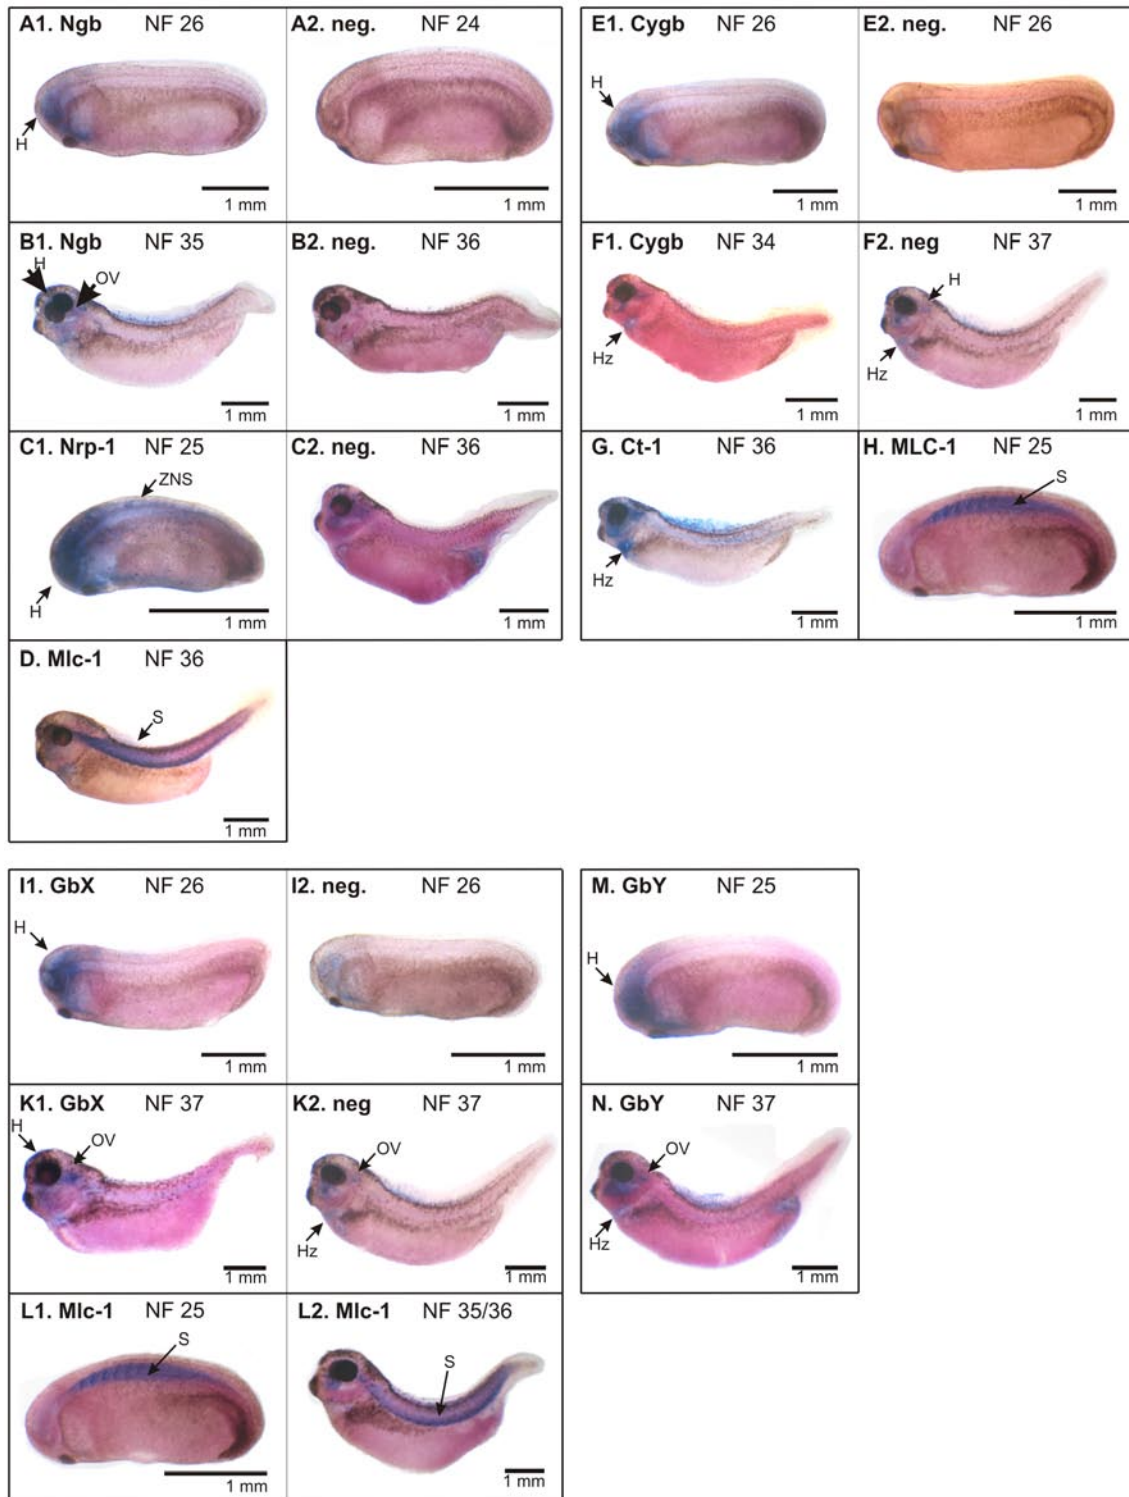 A1. Ngb NF 26
H
1 mm
A2. neg. NF 24
1 mm
E1. Cygb NF 26
H
1 mm
E2. neg. NF 26
1 mm
B1. Ngb NF 35
H
OV
1 mm
B2. neg. NF 36
1 mm
F1. Cygb NF 34
Hz
1 mm
F2. neg NF 37
H
Hz
1 mm
C1. Nrp-1 NF 25
ZNS
H
1 mm
C2. neg. NF 36
1 mm
G. Ct-1 NF 36
Hz
1 mm
H. MLC-1 NF 25
S
1 mm
D. Mlc-1 NF 36
S
1 mm
I1. GbX NF 26
H
1 mm
I2. neg. NF 26
1 mm
M. GbY NF 25
H
1 mm
K1. GbX NF 37
H
OV
1 mm
K2. neg NF 37
OV
Hz
1 mm
N. GbY NF 37
OV
Hz
1 mm
L1. Mlc-1 NF 25
S
1 mm
L2. Mlc-1 NF 35/36
S
1 mm